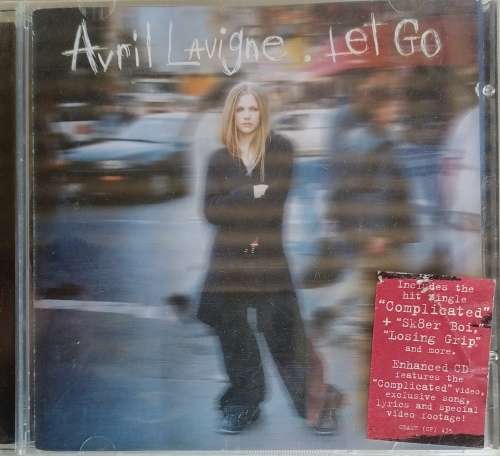 Avril Lavigne . Let Go
Includes the
hit single
"Complicated"
+ "Sk8er Boi",
"Losing Grip"
and more.
Enhanced CD
features the
"Complicated" video,
exclusive song,
lyrics and special
video footage!